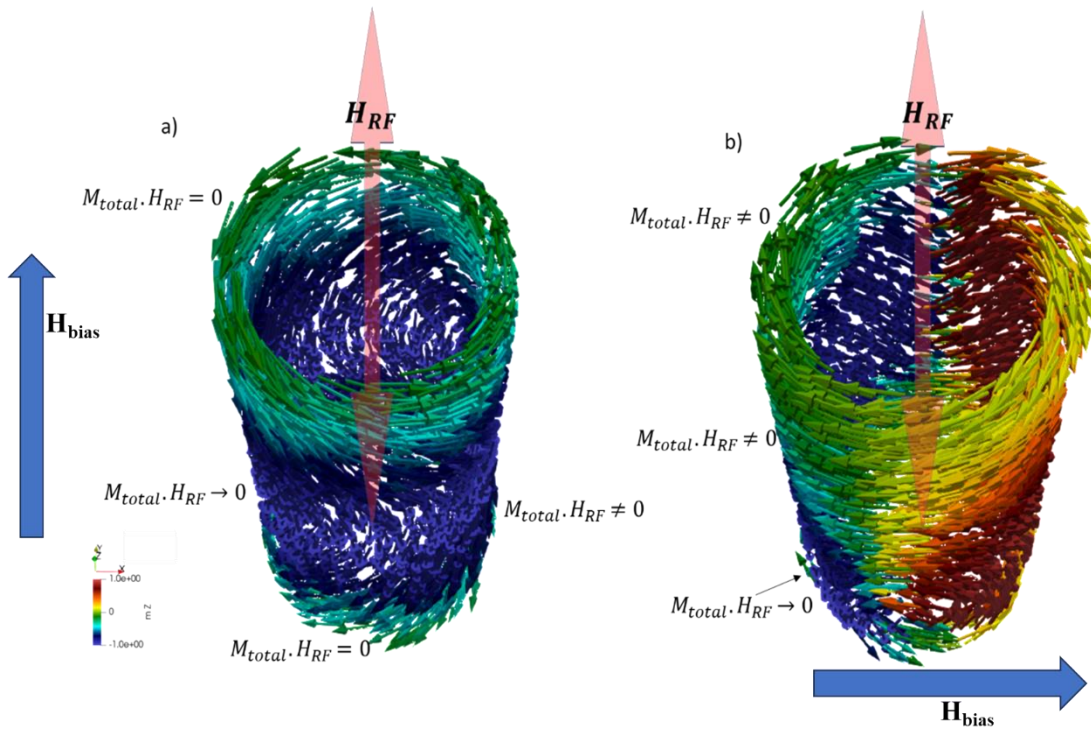 a)
H_RF
M_total.H_RF = 0
H_bias
M_total.H_RF → 0
M_total.H_RF ≠ 0
M_total.H_RF = 0
Y
Z
X
1.0e+00
0
-1.0e+00
m z
b)
H_RF
M_total.H_RF ≠ 0
M_total.H_RF ≠ 0
M_total.H_RF → 0
H_bias